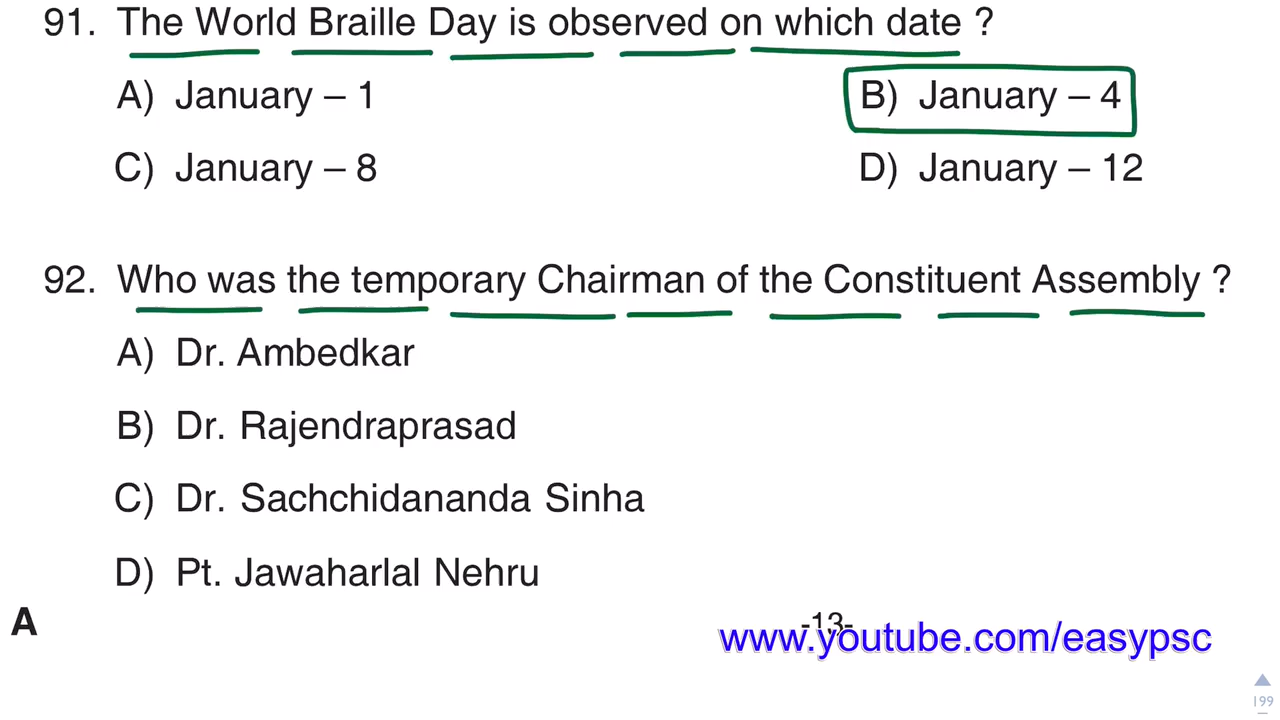 91. The World Braille Day is observed on which date ?
A) January – 1 B) January – 4
C) January – 8 D) January – 12
92. Who was the temporary Chairman of the Constituent Assembly ?
A) Dr. Ambedkar
B) Dr. Rajendraprasad
C) Dr. Sachchidananda Sinha
D) Pt. Jawaharlal Nehru
A -13-
www.youtube.com/easypsc
199